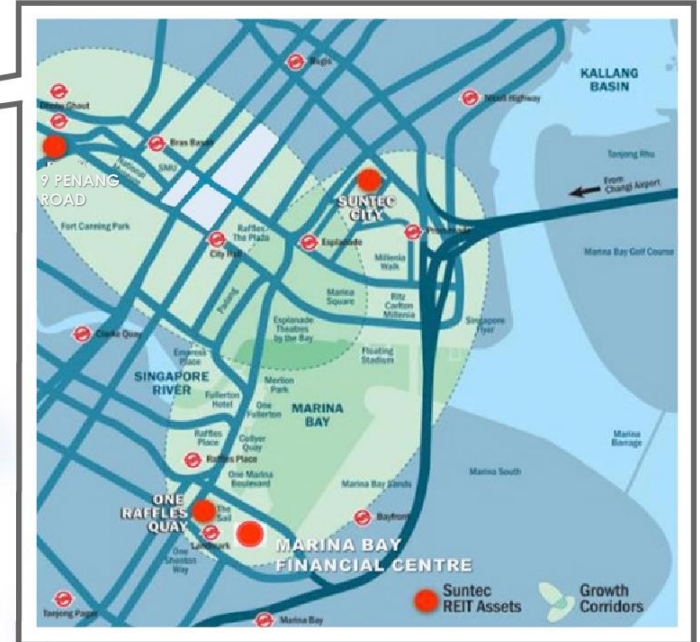 KALLANG
BASIN
Bugis
Nicoll Highway
Dhoby Ghaut
Bras Basah
Tanjong Rhu
9 PENANG
ROAD
National
SMU
SUNTEC
CITY
From
Changi Airport
Fort Canning Park
Raffles
The Plaza
City Hall
Esplanade
Promenade
Millenia
Walk
Marina Bay Golf Course
Padang
Marina
Square
Ritz
Carlton
Millenia
Esplanade
Theatres
by the Bay
Singapore
Flyer
Clarke Quay
Empress
Place
Floating
Stadium
SINGAPORE
RIVER
Merlion
Park
Fullerton
Hotel
One
Fullerton
MARINA
BAY
Raffles
Place
Collyer
Quay
Marina
Barrage
Raffles Place
One Marina
Boulevard
Marina South
Marina Bay Sands
ONE
RAFFLES
QUAY
The
Sail
Bayfront
Landmark
MARINA BAY
FINANCIAL CENTRE
One
Shenton
Way
Suntec
REIT Assets
Growth
Corridors
Tanjong Pagar
Marina Bay